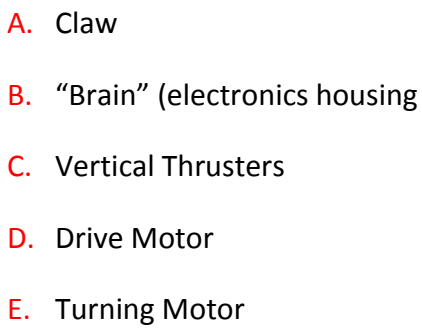 A. Claw
B. “Brain” (electronics housing
C. Vertical Thrusters
D. Drive Motor
E. Turning Motor